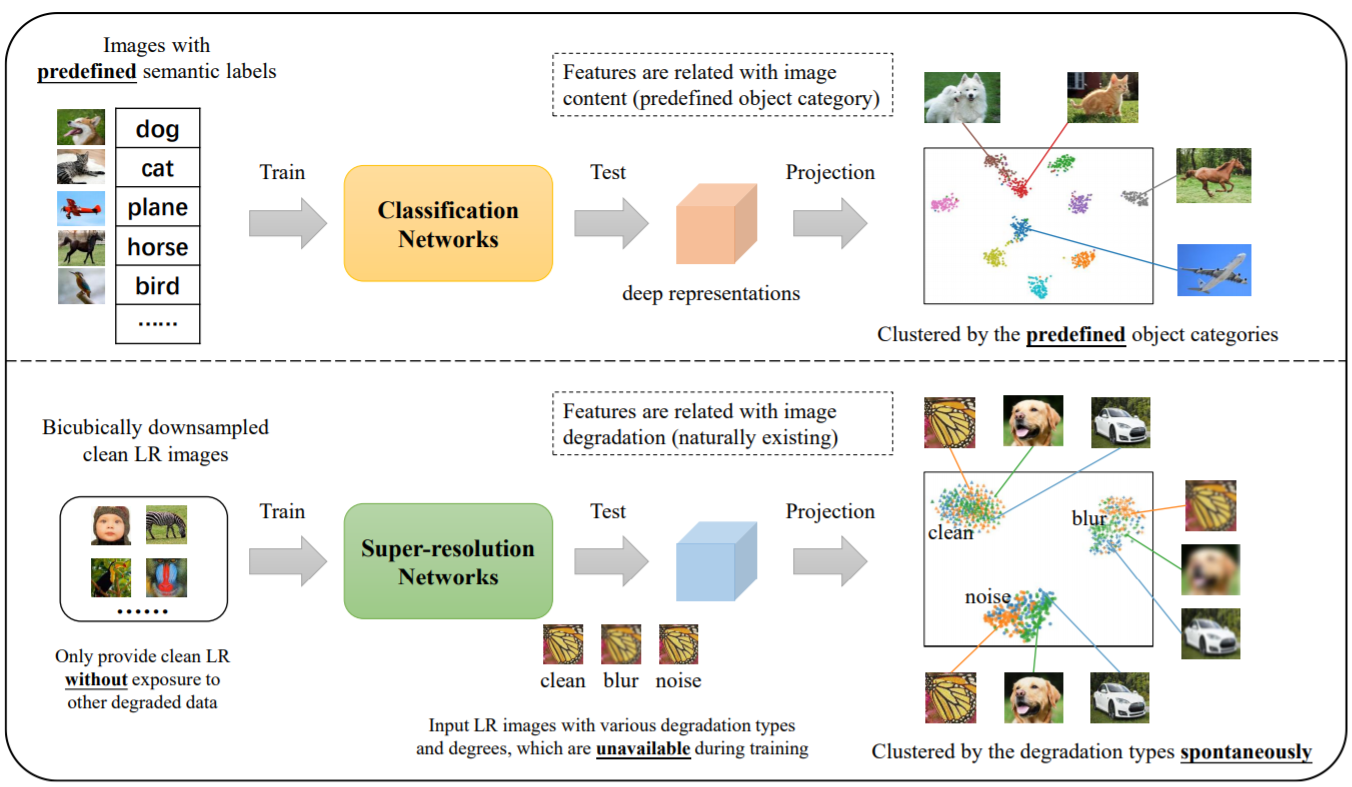 Images with
predefined semantic labels
dog
cat
plane
horse
bird
......
Train
Classification
Networks
Test
deep representations
Projection
Features are related with image
content (predefined object category)
Clustered by the predefined object categories
Bicubically downsampled
clean LR images
......
Only provide clean LR
without exposure to
other degraded data
Train
Super-resolution
Networks
Test
clean blur noise
Input LR images with various degradation types
and degrees, which are unavailable during training
Projection
Features are related with image
degradation (naturally existing)
clean
blur
noise
Clustered by the degradation types spontaneously